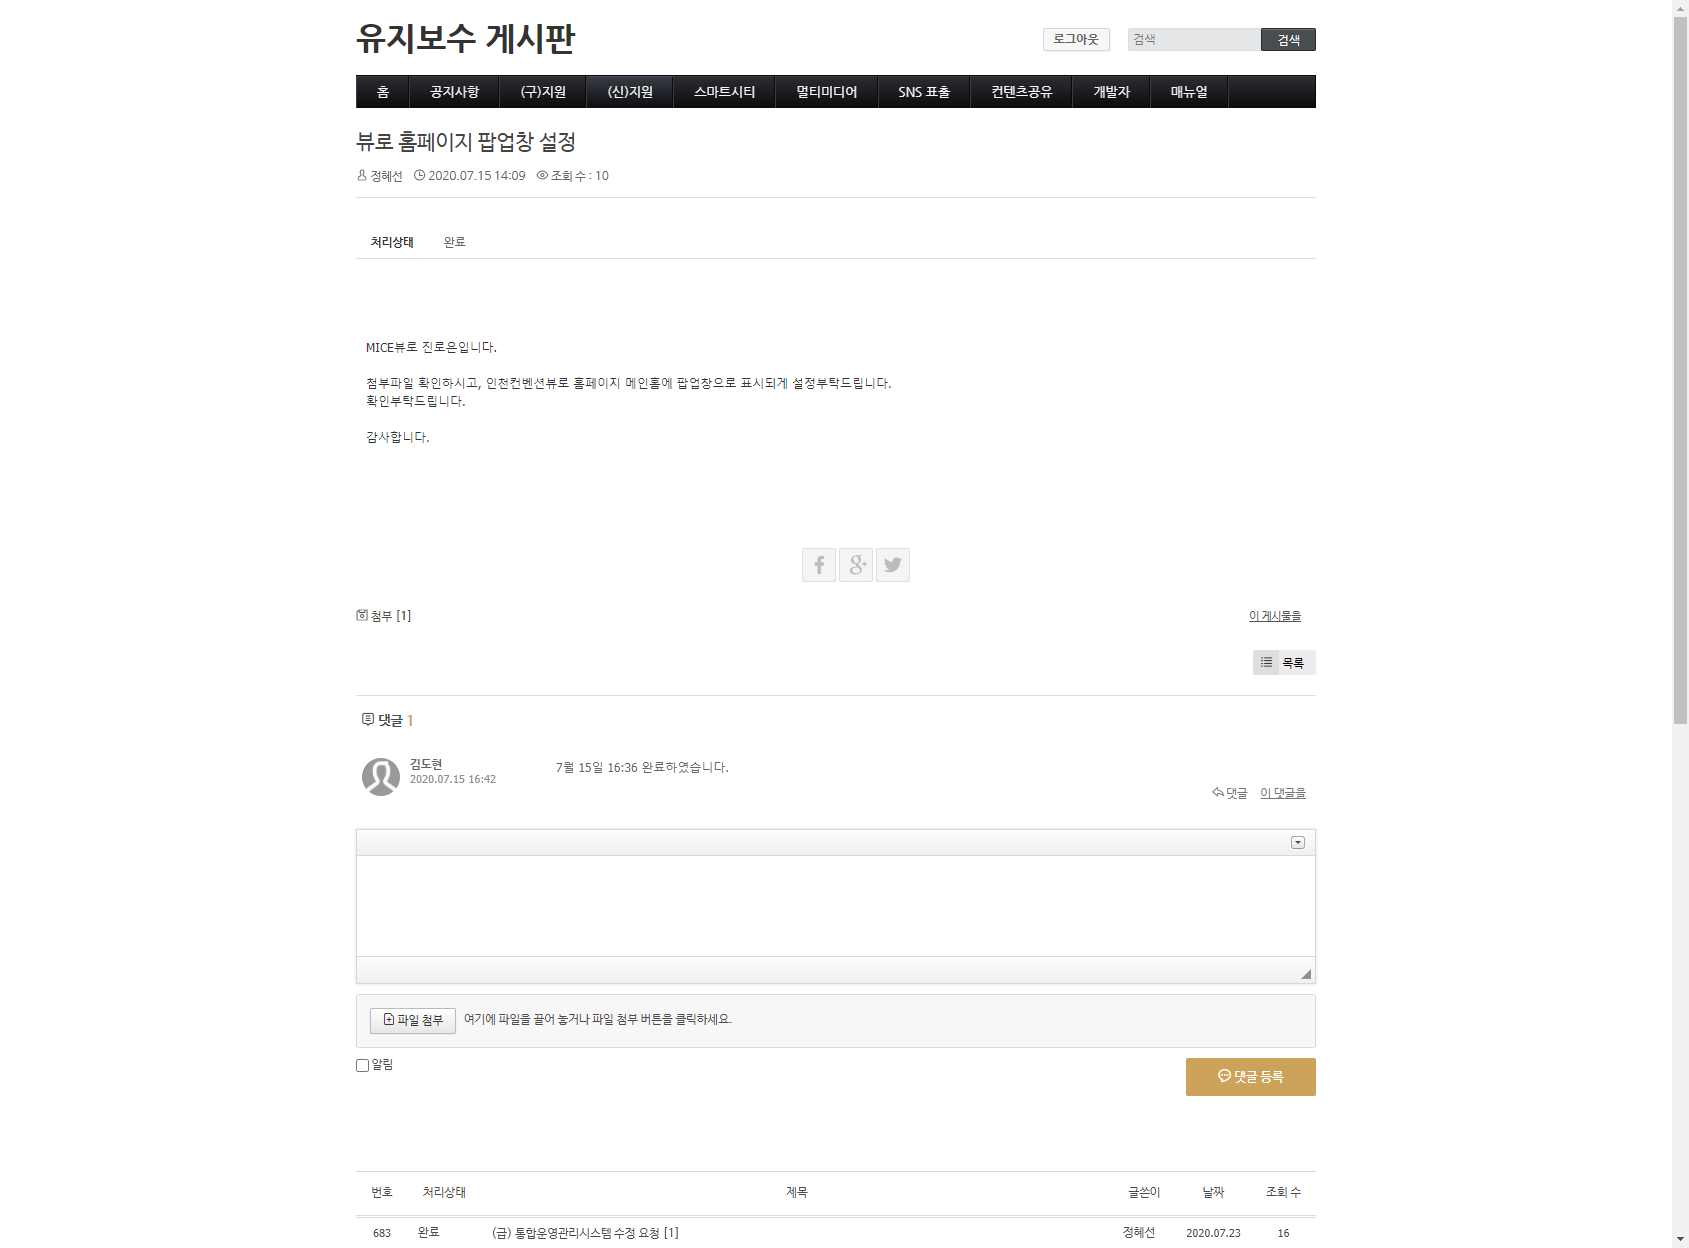 유지보수 게시판
로그아웃 검색 검색
홈 공지사항 (구)지원 (신)지원 스마트시티 멀티미디어 SNS 표출 컨텐츠공유 개발자 매뉴얼
뷰로 홈페이지 팝업창 설정
정혜선 2020.07.15 14:09 조회 수 : 10
처리상태 완료
MICE뷰로 진로은입니다.
첨부파일 확인하시고, 인천컨벤션뷰로 홈페이지 메인홈에 팝업창으로 표시되게 설정부탁드립니다.
확인부탁드립니다.
감사합니다.
첨부 [1] 이 게시물을
목록
댓글 1
김도현 7월 15일 16:36 완료하였습니다.
2020.07.15 16:42
댓글 이 댓글을
파일 첨부 여기에 파일을 끌어 놓거나 파일 첨부 버튼을 클릭하세요.
알림 댓글 등록
번호 처리상태 제목 글쓴이 날짜 조회 수
683 완료 (급) 통합운영관리시스템 수정 요청 [1] 정혜선 2020.07.23 16